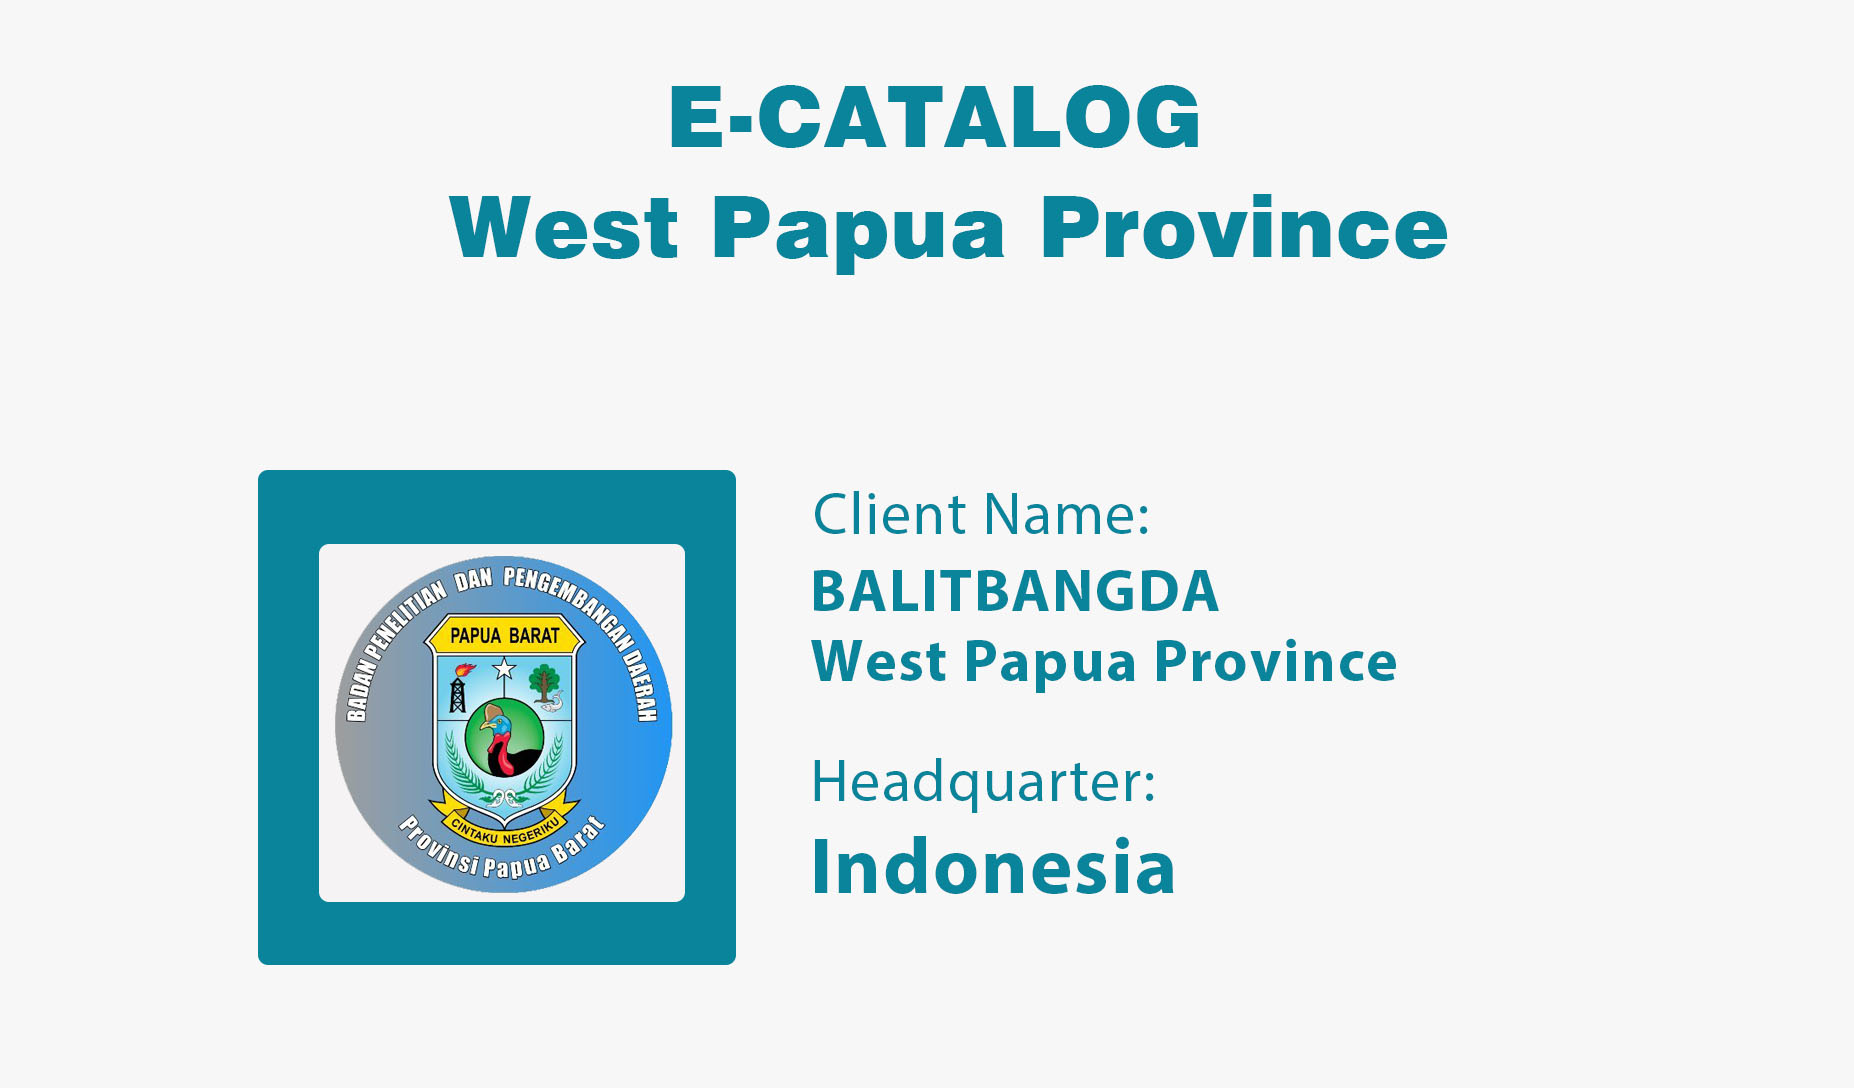 E-CATALOG
West Papua Province
BADAN PENELITIAN DAN PENGEMBANGAN DAERAH
PAPUA BARAT
CINTAKU NEGERIKU
Provinsi Papua Barat
Client Name:
BALITBANGDA
West Papua Province
Headquarter:
Indonesia